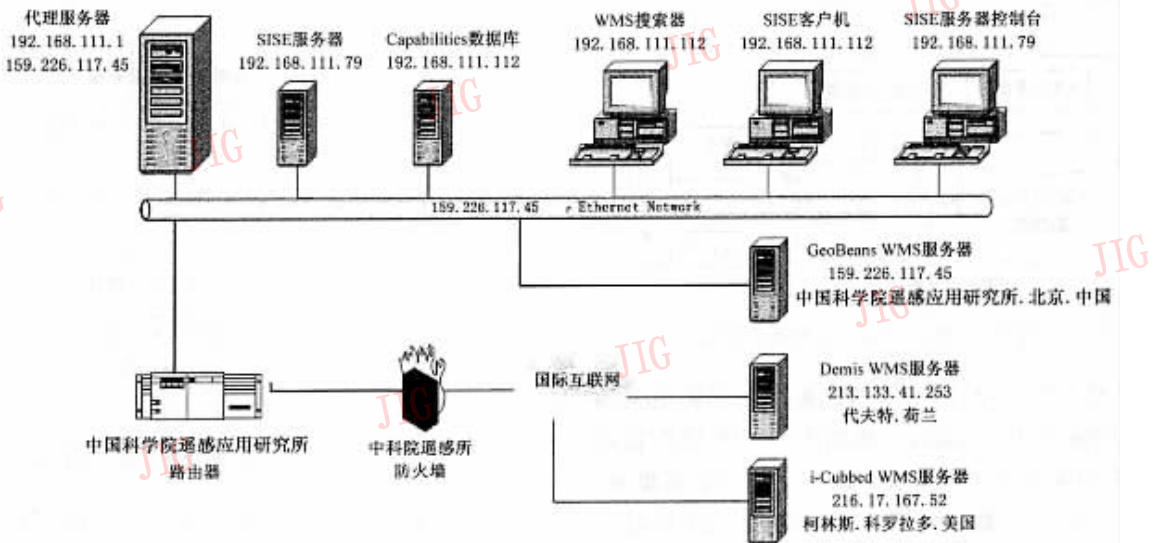 代理服务器
192.168.111.1
159.226.117.45
SISE服务器
192.168.111.79
Capabilities数据库
192.168.111.112
WMS搜索器
192.168.111.112
SISE客户机
192.168.111.112
SISE服务器控制台
192.168.111.79
159.226.117.45 , Ethernet Network
GeoBeans WMS服务器
159.226.117.45
中国科学院遥感应用研究所.北京.中国
Demis WMS服务器
213.133.41.253
代夫特.荷兰
国际互联网
中国科学院遥感应用研究所
路由器
中科院遥感所
防火墙
i-Cubbed WMS服务器
216.17.167.52
柯林斯.科罗拉多.美国
JIG
JIG
JIG
JIG
JIG
JIG
JIG
JIG
JIG